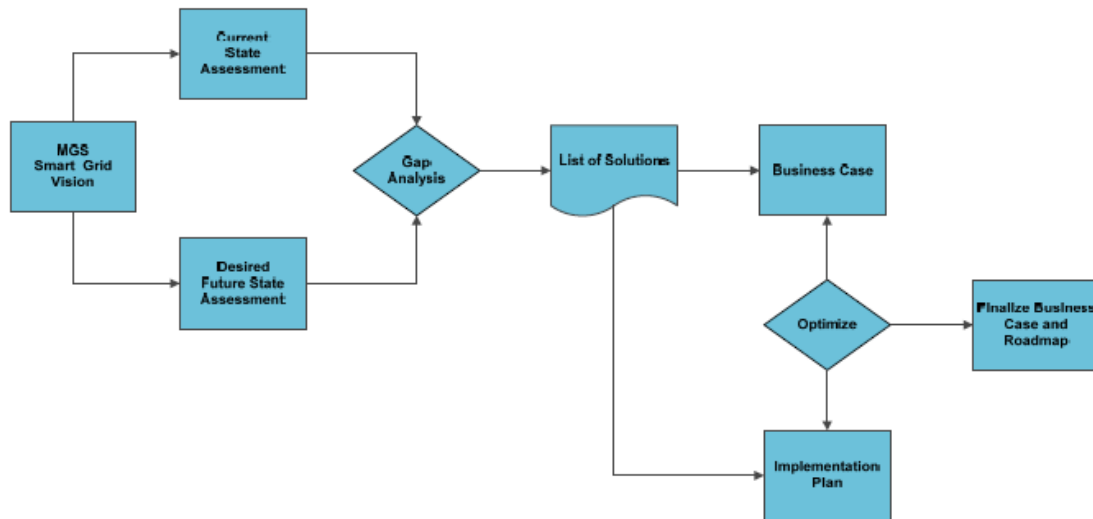 Current
State
Assessment
MGS
Smart Grid
Vision
Gap
Analysis
List of Solutions
Business Case
Desired
Future State
Assessment
Optimize
Finalize Business
Case and
Roadmap
Implementation
Plan